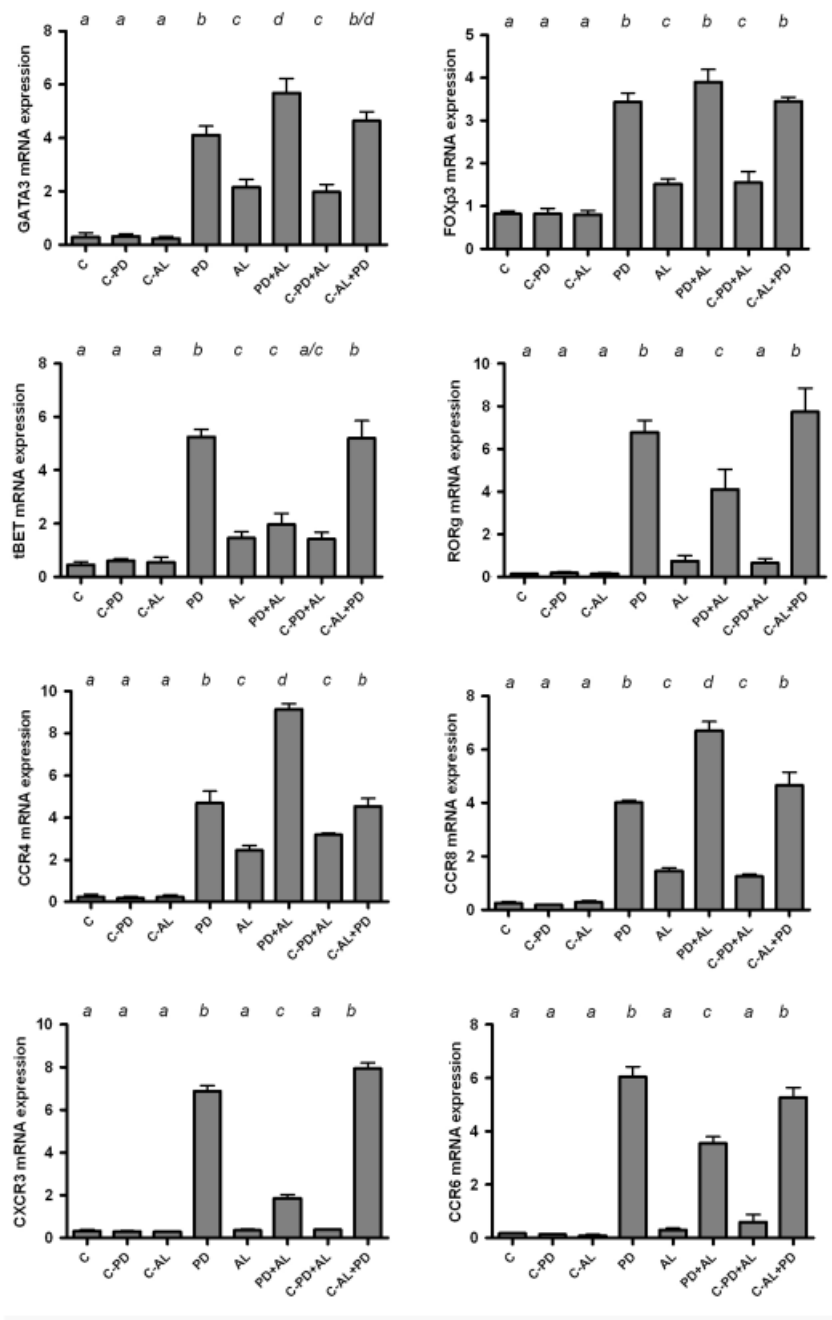 a a a b c d c b/d
GATA3 mRNA expression
8
6
4
2
0
C C-PD C-AL PD AL PD+AL C-PD+AL C-AL+PD
a a a b c b c b
FOXp3 mRNA expression
5
4
3
2
1
0
C C-PD C-AL PD AL PD+AL C-PD+AL C-AL+PD
a a a b c c a/c b
tBET mRNA expression
8
6
4
2
0
C C-PD C-AL PD AL PD+AL C-PD+AL C-AL+PD
a a a b a c a b
RORg mRNA expression
10
8
6
4
2
0
C C-PD C-AL PD AL PD+AL C-PD+AL C-AL+PD
a a a b c d c b
CCR4 mRNA expression
10
8
6
4
2
0
C C-PD C-AL PD AL PD+AL C-PD+AL C-AL+PD
a a a b c d c b
CCR8 mRNA expression
8
6
4
2
0
C C-PD C-AL PD AL PD+AL C-PD+AL C-AL+PD
a a a b a c a b
CXCR3 mRNA expression
10
8
6
4
2
0
C C-PD C-AL PD AL PD+AL C-PD+AL C-AL+PD
a a a b a c a b
CCR6 mRNA expression
8
6
4
2
0
C C-PD C-AL PD AL PD+AL C-PD+AL C-AL+PD